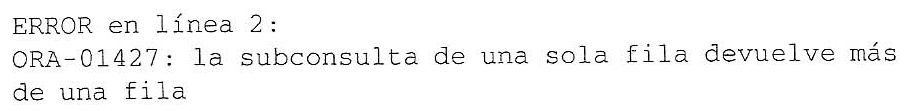 ERROR en línea 2:
ORA-01427: la subconsulta de una sola fila devuelve más
de una fila